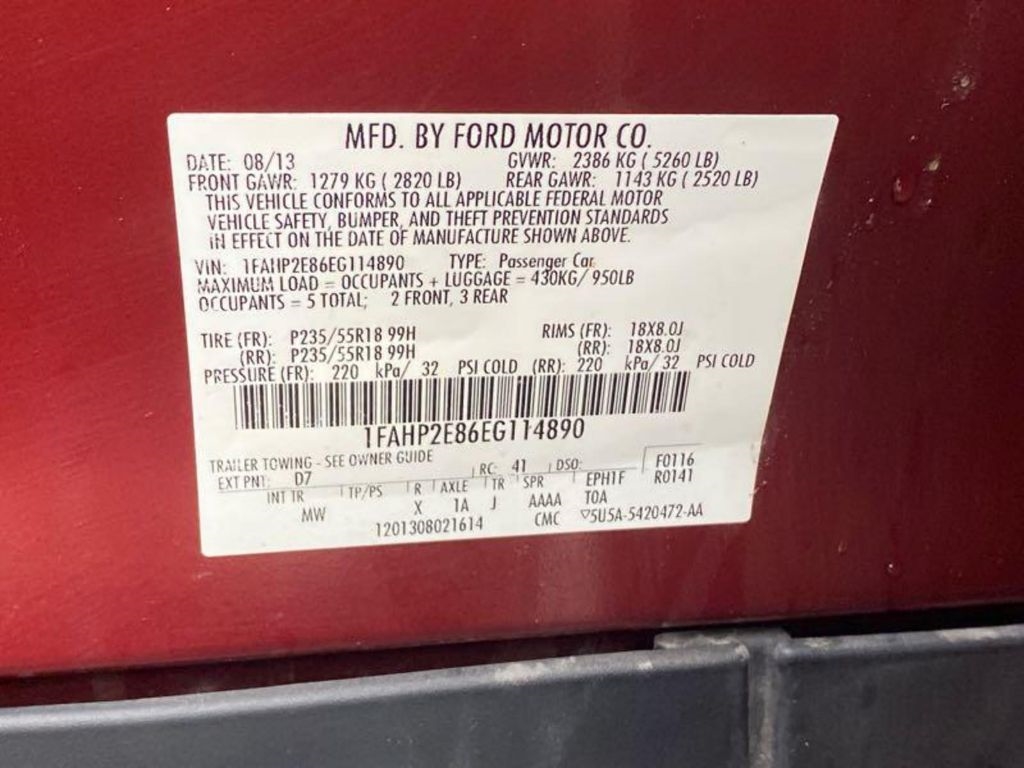 MFD. BY FORD MOTOR CO.
DATE: 08/13 GVWR: 2386 KG ( 5260 LB)
FRONT GAWR: 1279 KG ( 2820 LB) REAR GAWR: 1143 KG ( 2520 LB)
THIS VEHICLE CONFORMS TO ALL APPLICABLE FEDERAL MOTOR
VEHICLE SAFETY, BUMPER, AND THEFT PREVENTION STANDARDS
IN EFFECT ON THE DATE OF MANUFACTURE SHOWN ABOVE.
VIN: 1FAHP2E86EG114890 TYPE: Passenger Car
MAXIMUM LOAD = OCCUPANTS + LUGGAGE = 430KG/ 950LB
OCCUPANTS = 5 TOTAL; 2 FRONT, 3 REAR
TIRE (FR): P235/55R18 99H RIMS (FR): 18X8.0J
(RR): P235/55R18 99H (RR): 18X8.0J
PRESSURE (FR): 220 kPa/ 32 PSI COLD (RR): 220 kPa/ 32 PSI COLD
1FAHP2E86EG114890
TRAILER TOWING - SEE OWNER GUIDE
EXT PNT: D7 RC: 41 DSO: F0116
R0141
INT TR TP/PS R AXLE TR SPR EPH1F
MW X 1A J AAAA TOA
1201308021614 CMC ▽5U5A-5420472-AA